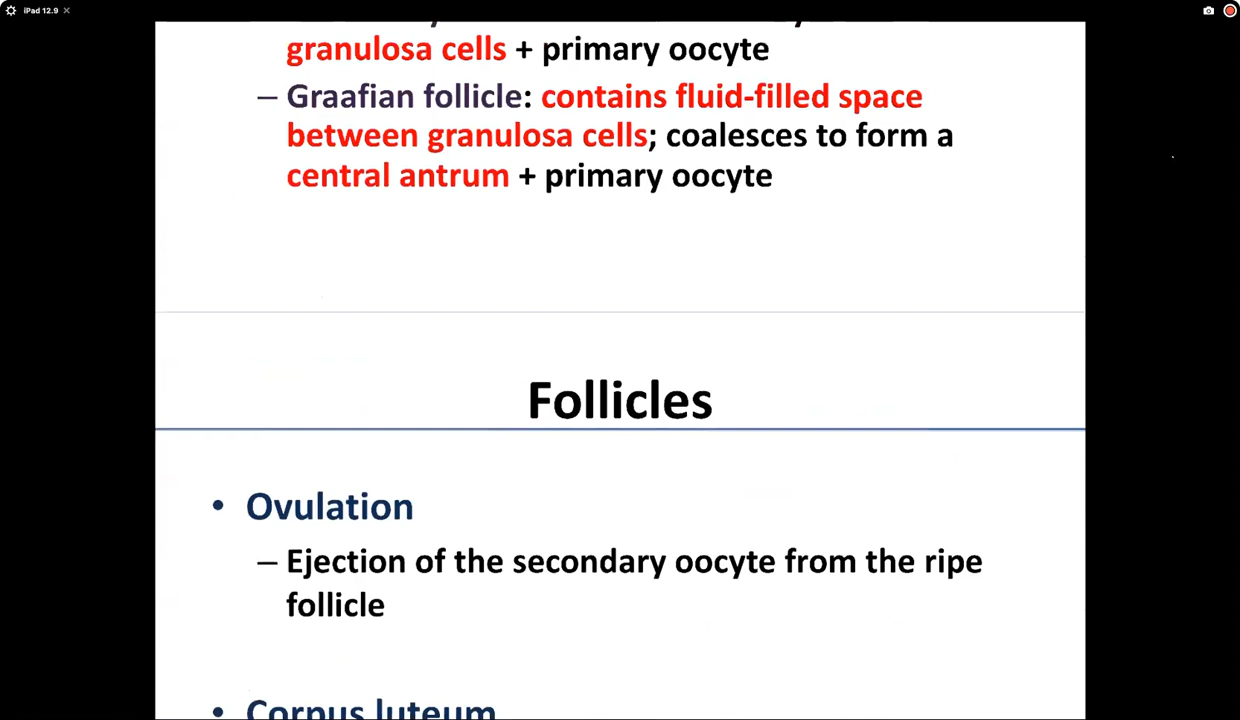 iPad 12.9
granulosa cells + primary oocyte
– Graafian follicle: contains fluid-filled space
between granulosa cells; coalesces to form a
central antrum + primary oocyte
Follicles
• Ovulation
– Ejection of the secondary oocyte from the ripe
follicle
• Corpus luteum